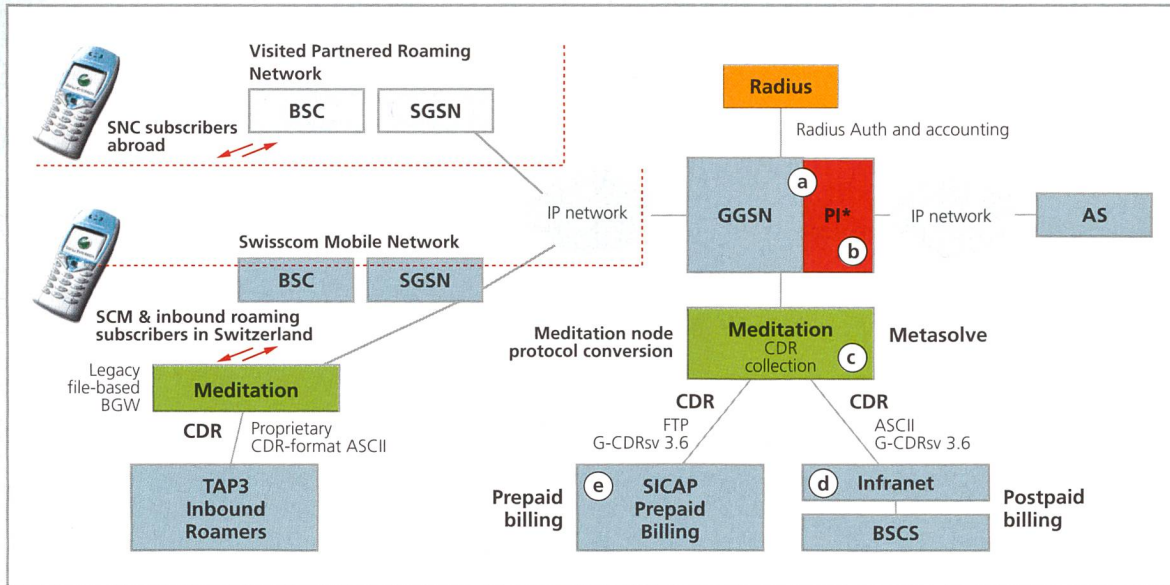 Visited Partnered Roaming
Network
BSC
SGSN
SNC subscribers
abroad
Radius
Radius Auth and accounting
a
GGSN
PI*
b
IP network
IP network
AS
Swisscom Mobile Network
BSC
SGSN
SCM & inbound roaming
subscribers in Switzerland
Legacy
file-based
BGW
Meditation
CDR
Proprietary
CDR-format ASCII
TAP3
Inbound
Roamers
Meditation node
protocol conversion
Meditation
CDR
collection
c
Metasolve
CDR
FTP
G-CDRsv 3.6
CDR
ASCII
G-CDRsv 3.6
Prepaid
billing
e
SICAP
Prepaid
Billing
d
Infranet
BSCS
Postpaid
billing